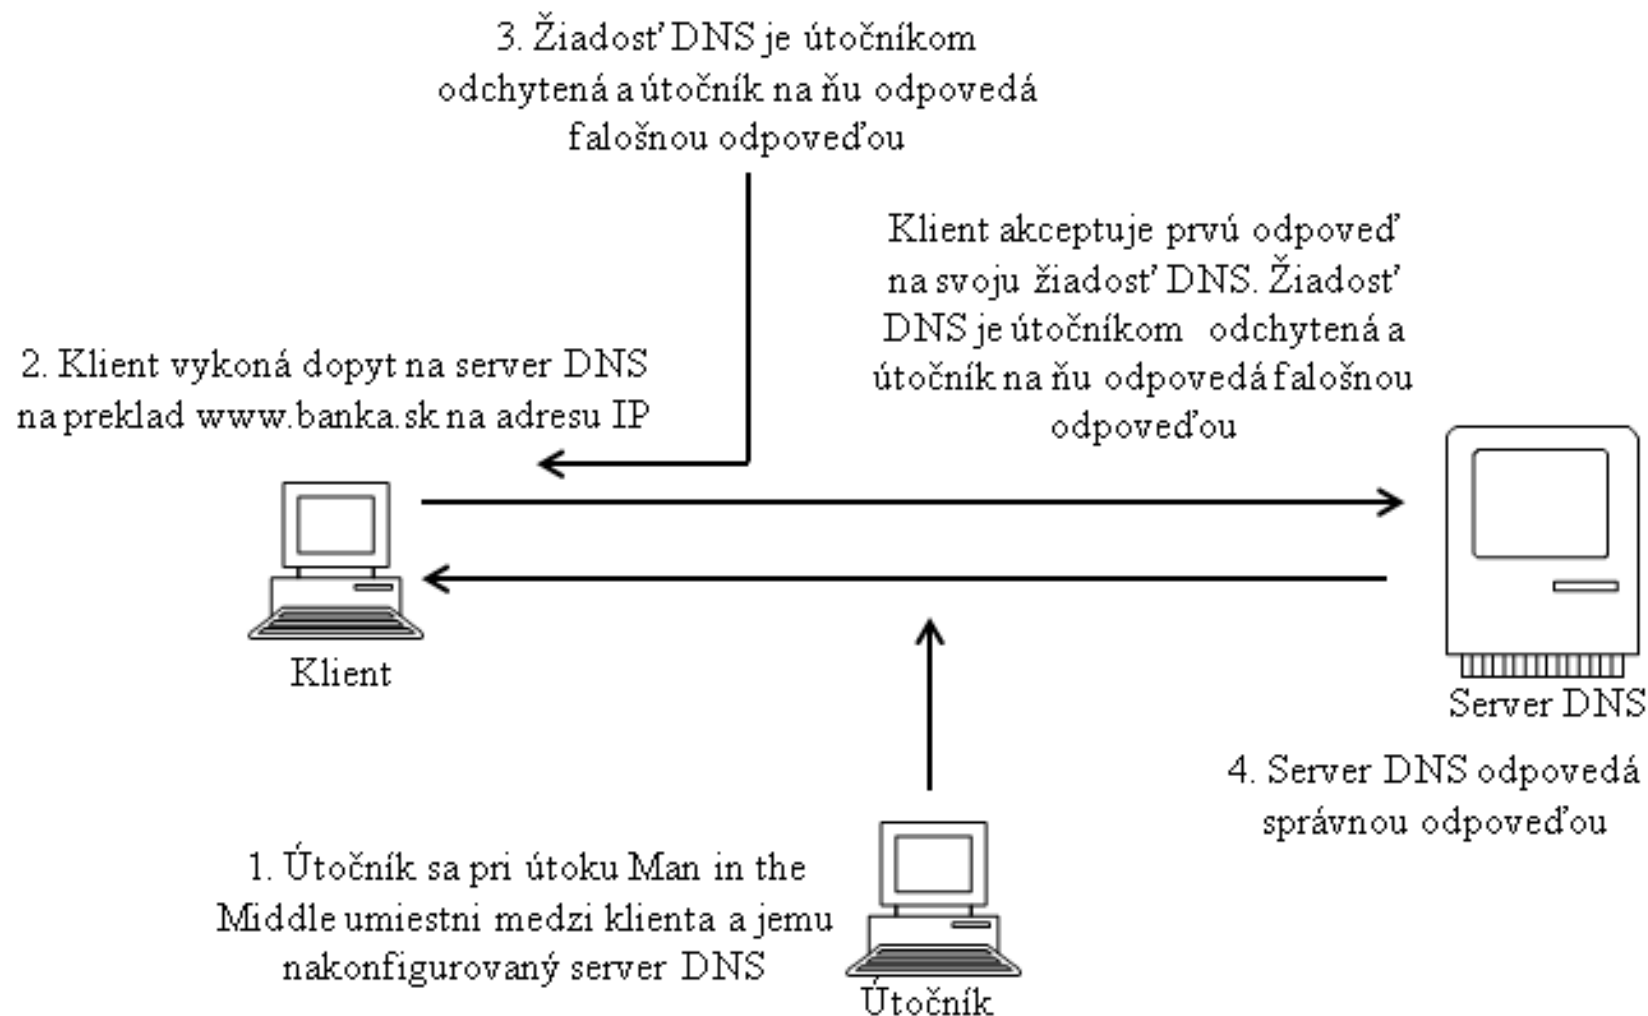 3. Žiadosť DNS je útočníkom
odchytená a útočník na ňu odpovedá
falošnou odpoveďou
Klient akceptuje prvú odpoveď
na svoju žiadosť DNS. Žiadosť
DNS je útočníkom odchytená a
útočník na ňu odpovedá falošnou
odpoveďou
2. Klient vykoná dopyt na server DNS
na preklad www.banka.sk na adresu IP
Klient
Server DNS
4. Server DNS odpovedá
správnou odpoveďou
1. Útočník sa pri útoku Man in the
Middle umiestni medzi klienta a jemu
nakonfigurovaný server DNS
Útočník